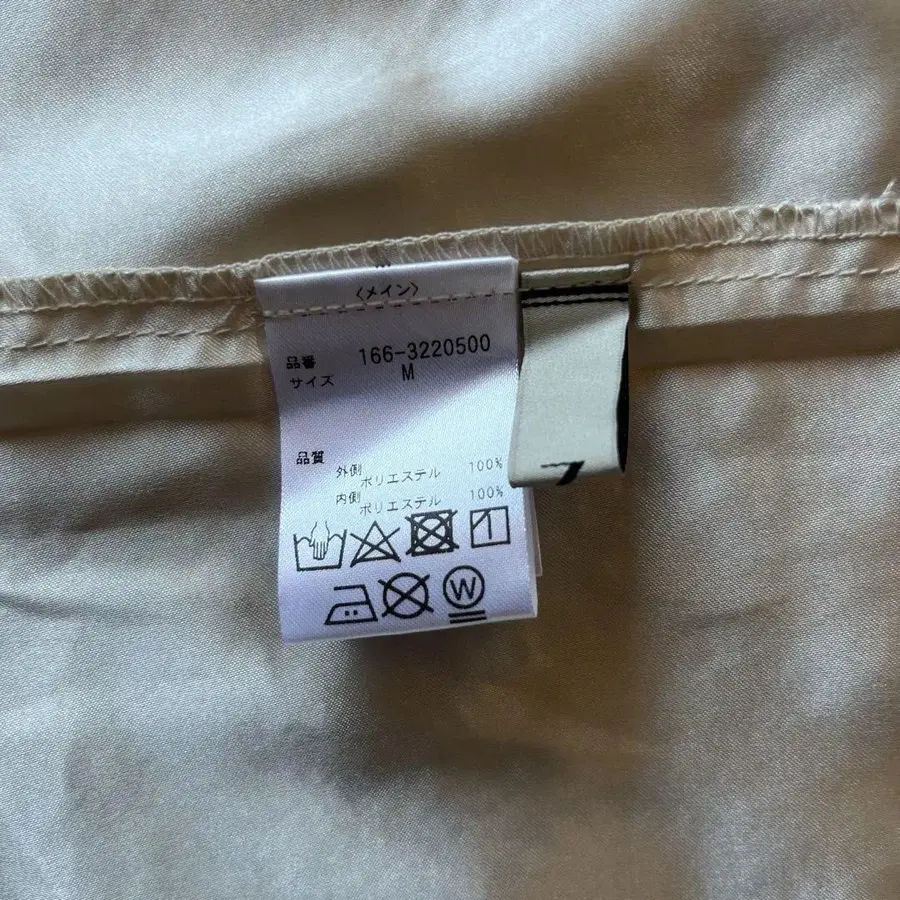 〈メイン〉
品番 166-3220500
サイズ M
品質
外側
ポリエステル 100%
内側
ポリエステル 100%
W